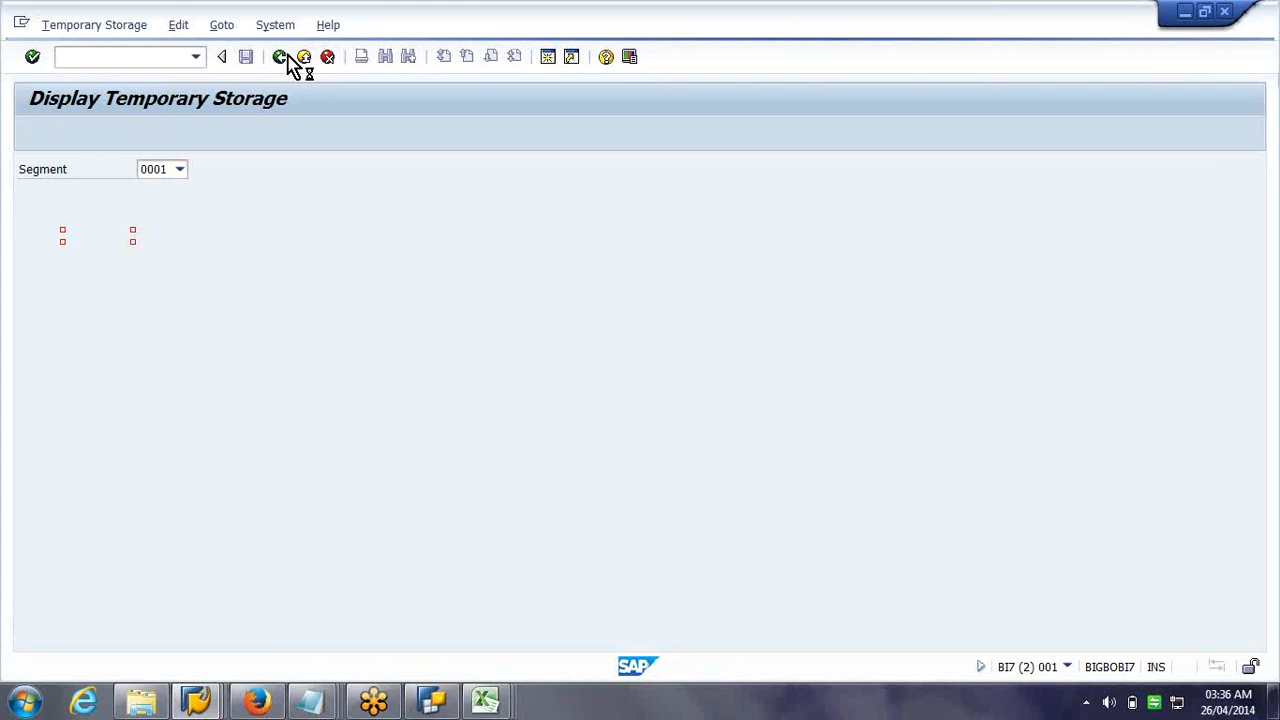 Temporary Storage Edit Goto System Help
Display Temporary Storage
Segment 0001
SAP
BI7 (2) 001 BIGBOBI7 INS
03:36 AM
26/04/2014